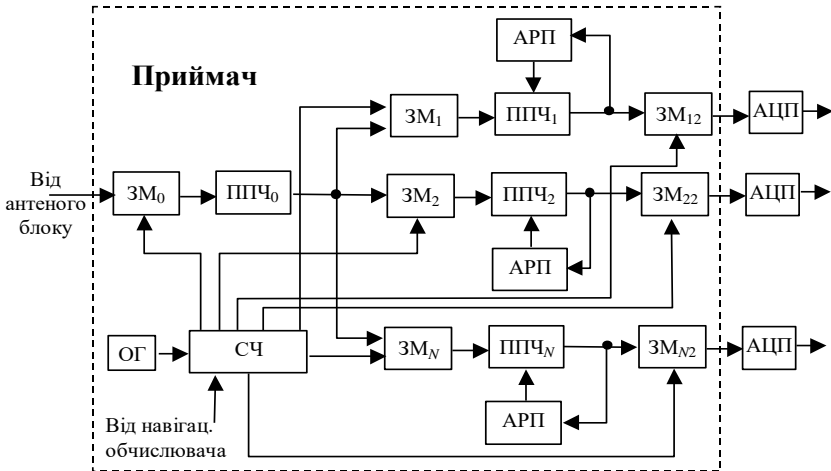 АРП
Приймач
ЗМ₁
ППЧ₁
ЗМ₁₂
АЦП
Від
антеного
блоку
ЗМ₀
ППЧ₀
ЗМ₂
ППЧ₂
ЗМ₂₂
АЦП
АРП
ОГ
СЧ
ЗМN
ППЧN
ЗМN2
АЦП
АРП
Від навігац.
обчислювача